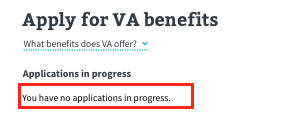 Apply for VA benefits
What benefits does VA offer?
Applications in progress
You have no applications in progress.